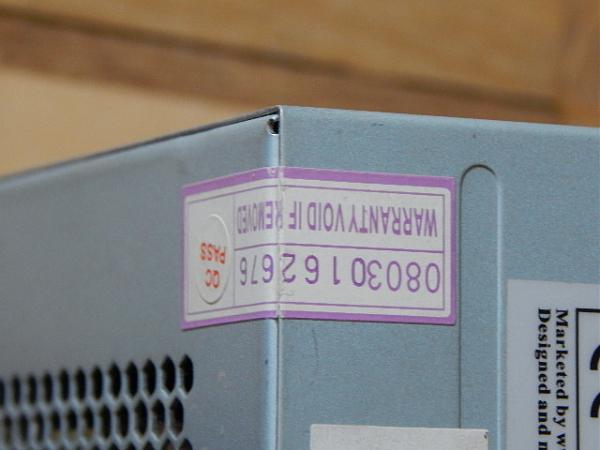 WARRANTY VOID IF REMOVED
08030162676
QC
PASS
Marketed by
Designed and